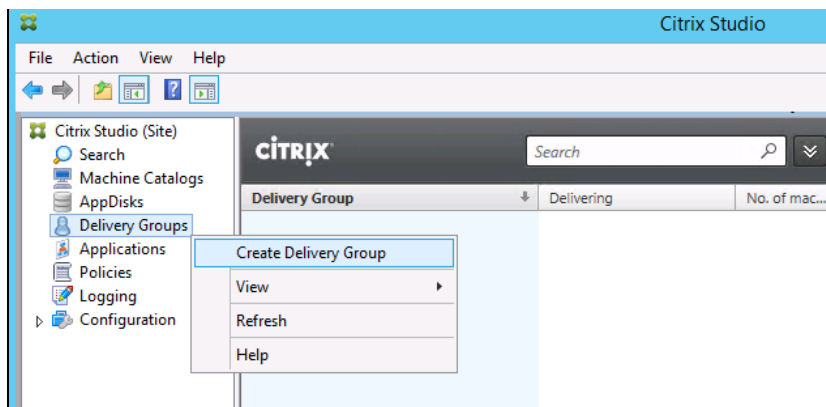 Citrix Studio
File Action View Help
Citrix Studio (Site)
Search
Machine Catalogs
AppDisks
Delivery Groups
Applications
Policies
Logging
Configuration
CITRIX
Search
Delivery Group Delivering No. of mac...
Create Delivery Group
View
Refresh
Help